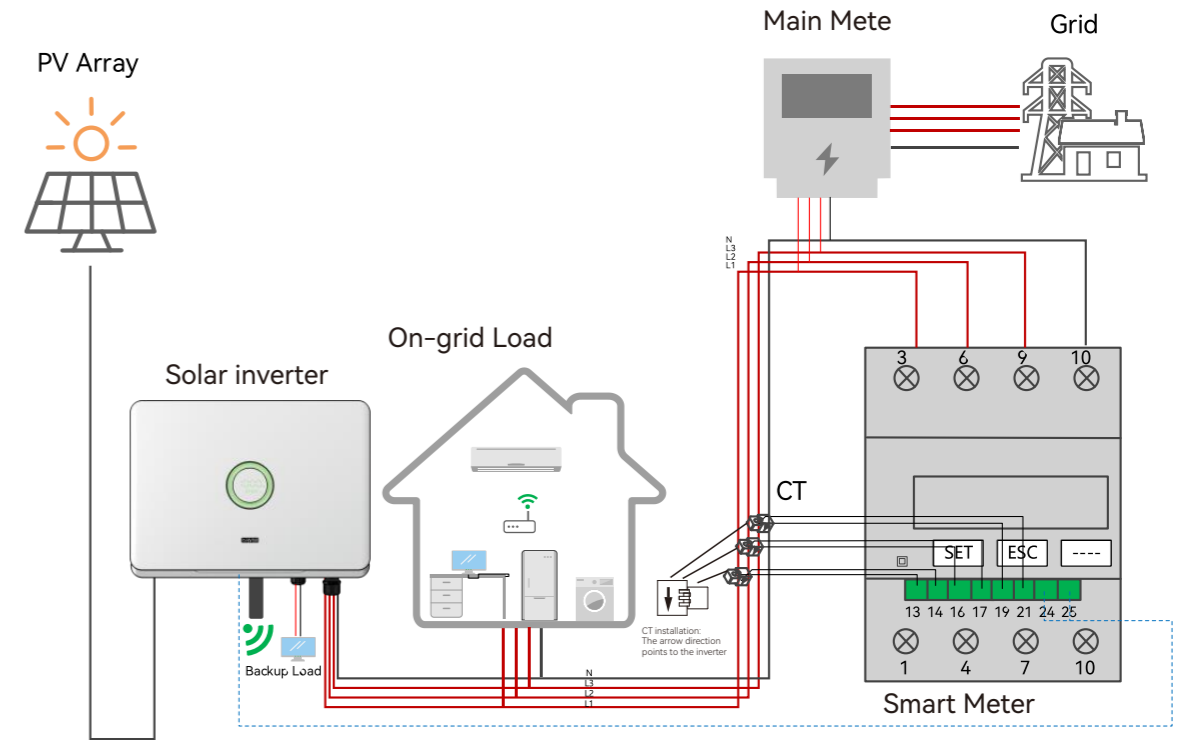 Main Mete
Grid
PV Array
N
L3
L2
L1
On-grid Load
3
6
9
10
Solar inverter
CT
SET
ESC
----
13
14
16
17
19
21
24
25
CT installation:
The arrow direction
points to the inverter
1
4
7
10
Backup Load
N
L3
L2
L1
Smart Meter